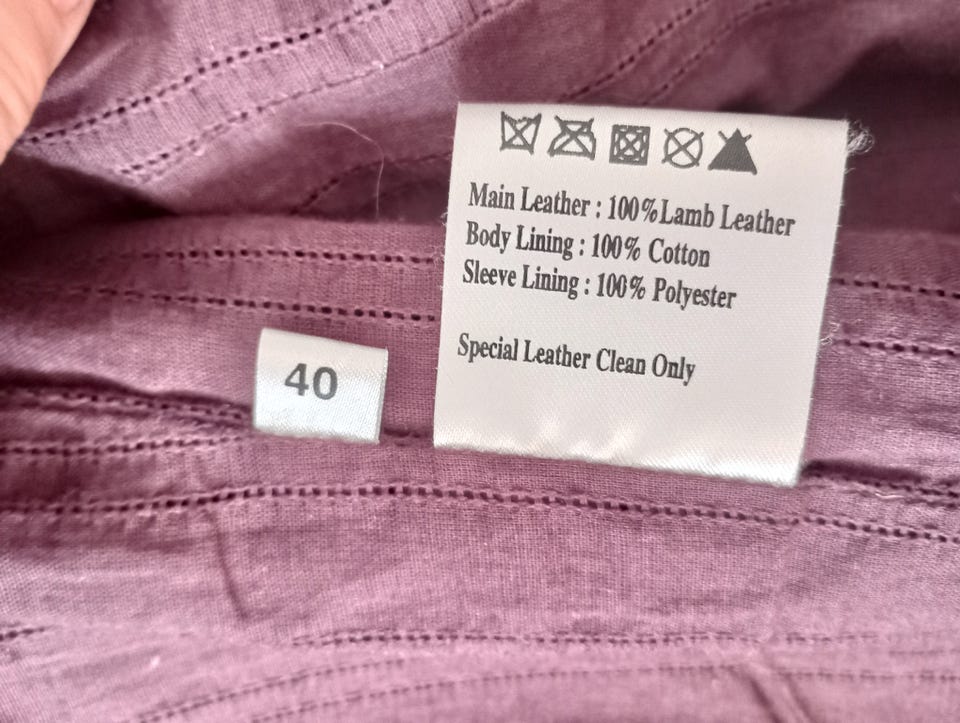 Main Leather : 100%Lamb Leather
Body Lining : 100% Cotton
Sleeve Lining : 100% Polyester
Special Leather Clean Only
40